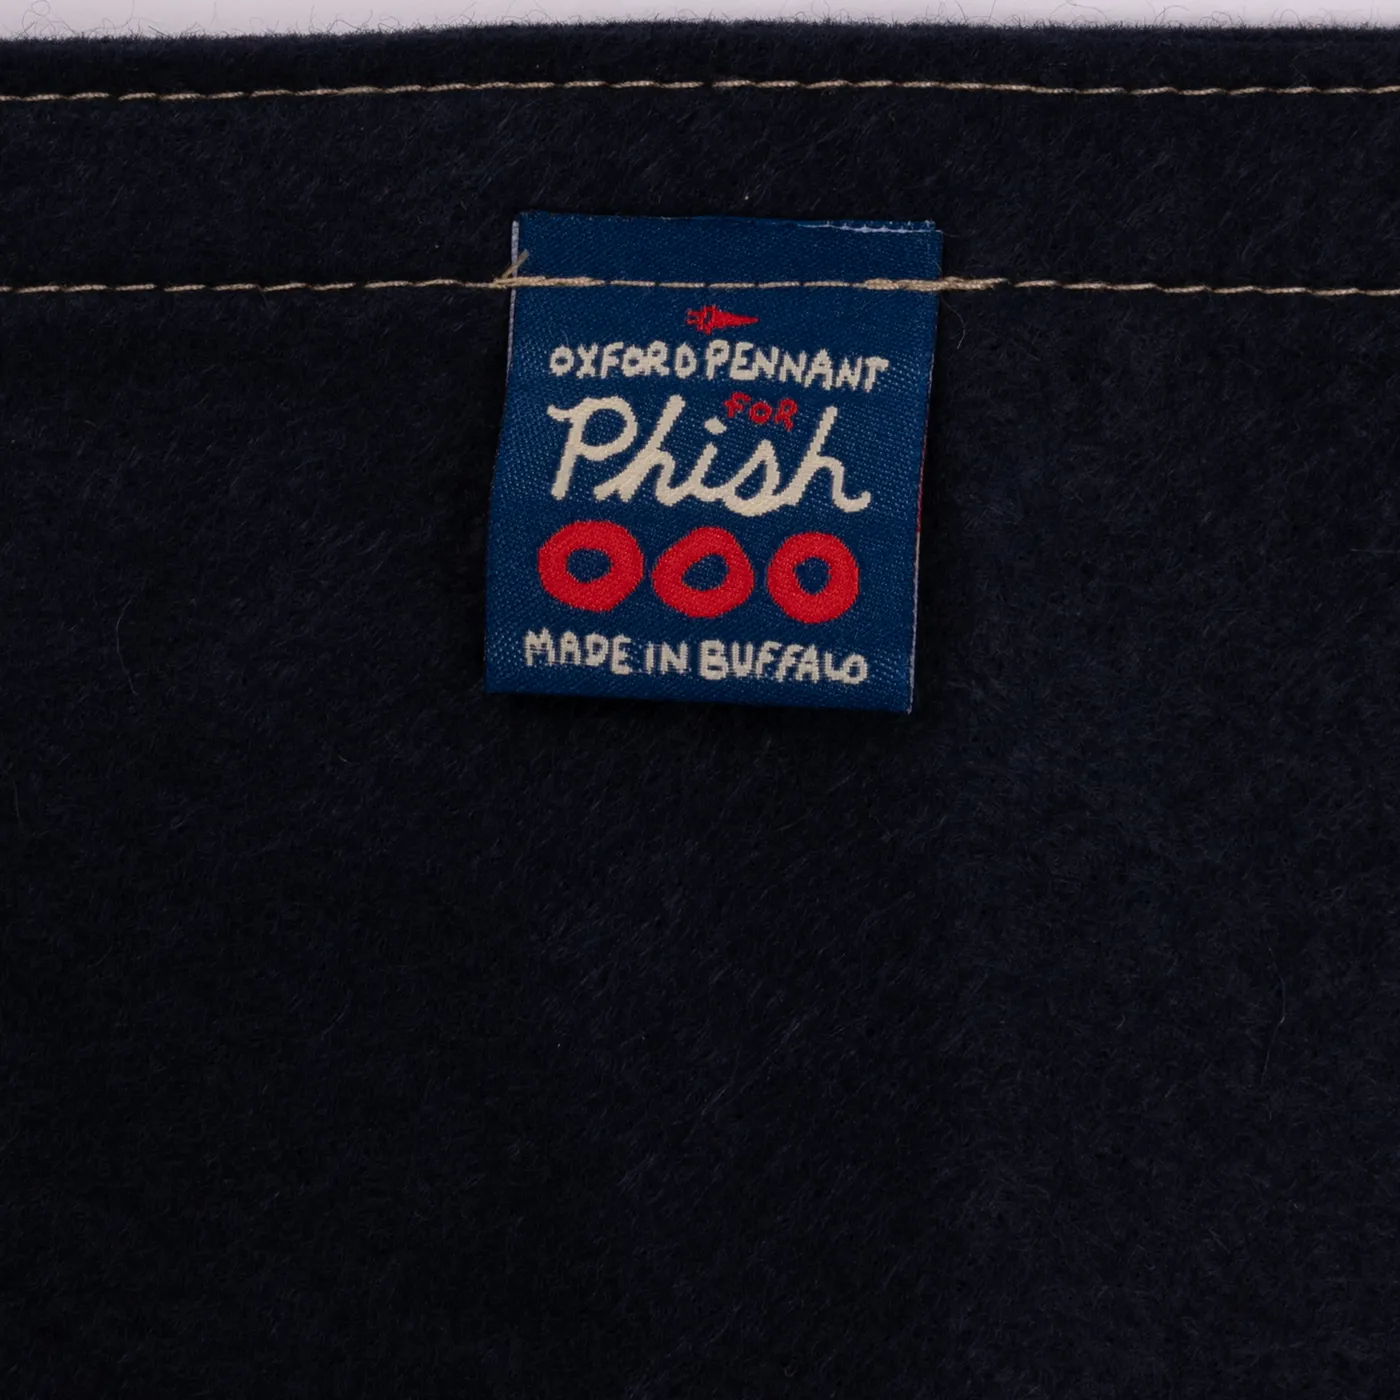 OXFORD PENNANT
FOR
Phish
MADE IN BUFFALO